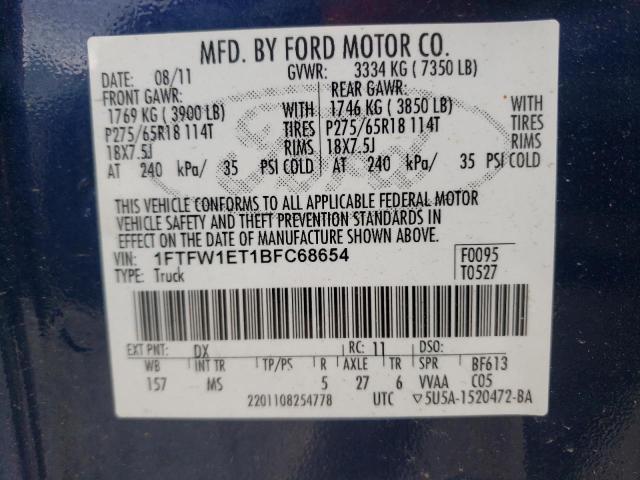 MFD. BY FORD MOTOR CO.
DATE: 08/11 GVWR: 3334 KG ( 7350 LB)
FRONT GAWR: REAR GAWR:
1769 KG ( 3900 LB) WITH 1746 KG ( 3850 LB) WITH
P275/65R18 114T TIRES P275/65R18 114T TIRES
18X7.5J RIMS 18X7.5J RIMS
AT 240 kPa/ 35 PSI COLD AT 240 kPa/ 35 PSI COLD
Ford
THIS VEHICLE CONFORMS TO ALL APPLICABLE FEDERAL MOTOR
VEHICLE SAFETY AND THEFT PREVENTION STANDARDS IN
EFFECT ON THE DATE OF MANUFACTURE SHOWN ABOVE.
VIN: 1FTFW1ET1BFC68654 F0095
TYPE: Truck T0527
EXT PNT: DX RC: 11 DSO:
WB INT TR TP/PS R AXLE TR SPR BF613
157 MS 5 27 6 VVAA C05
2201108254778 UTC ▽5U5A-1520472-BA